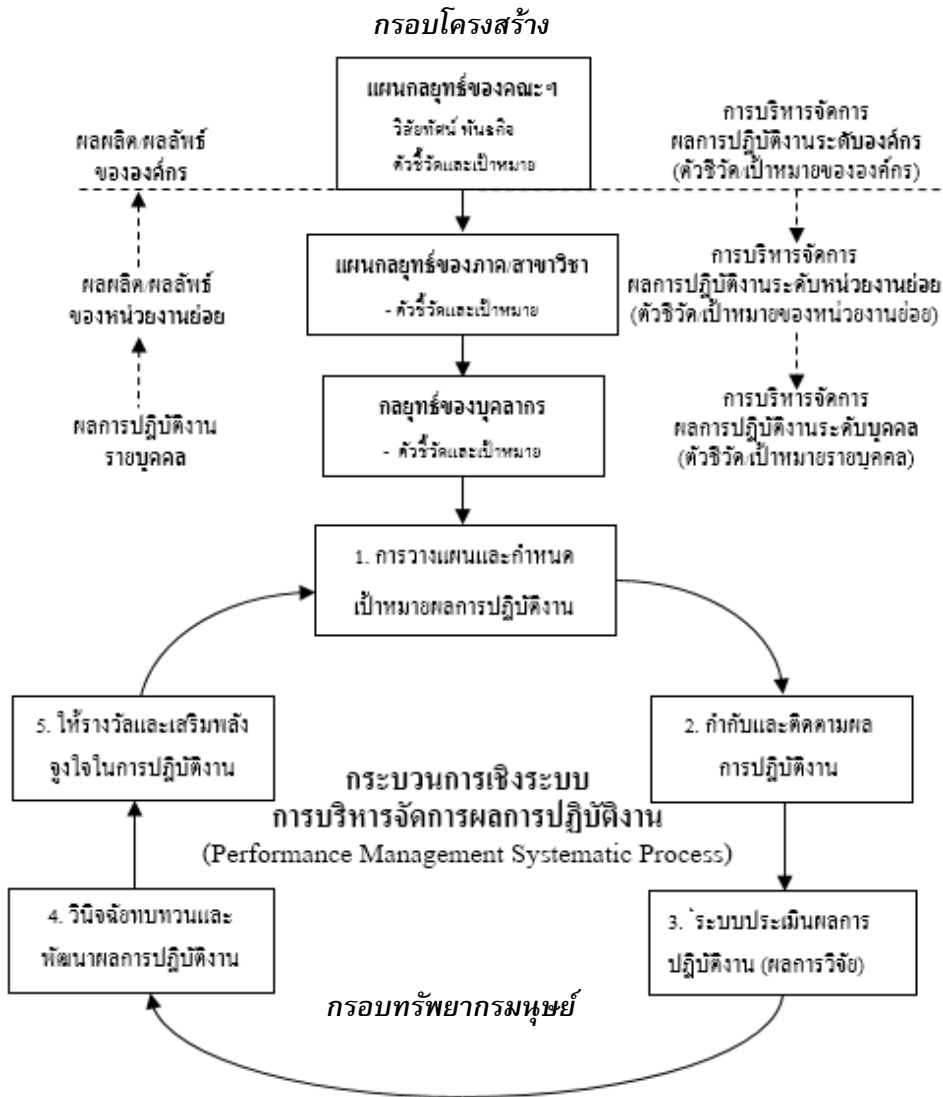 กรอบโครงสร้าง
แผนกลยุทธ์ของคณะฯ
วิสัยทัศน์ พันธกิจ
ตัวชี้วัดและเป้าหมาย
ผลผลิต/ผลลัพธ์
ขององค์กร
การบริหารจัดการ
ผลการปฏิบัติงานระดับองค์กร
(ตัวชี้วัด/เป้าหมายขององค์กร)
แผนกลยุทธ์ของภาค/สาขาวิชา
- ตัวชี้วัดและเป้าหมาย
ผลผลิต/ผลลัพธ์
ของหน่วยงานย่อย
การบริหารจัดการ
ผลการปฏิบัติงานระดับหน่วยงานย่อย
(ตัวชี้วัด/เป้าหมายของหน่วยงานย่อย)
กลยุทธ์ของบุคลากร
- ตัวชี้วัดและเป้าหมาย
ผลการปฏิบัติงาน
รายบุคคล
การบริหารจัดการ
ผลการปฏิบัติงานระดับบุคคล
(ตัวชี้วัด/เป้าหมายรายบุคคล)
1. การวางแผนและกำหนด
เป้าหมายผลการปฏิบัติงาน
5. ให้รางวัลและเสริมพลัง
จูงใจในการปฏิบัติงาน
2. กำกับและติดตามผล
การปฏิบัติงาน
กระบวนการเชิงระบบ
การบริหารจัดการผลการปฏิบัติงาน
(Performance Management Systematic Process)
4. วินิจฉัยทบทวนและ
พัฒนาผลการปฏิบัติงาน
3. ระบบประเมินผลการ
ปฏิบัติงาน (ผลการวิจัย)
กรอบทรัพยากรมนุษย์